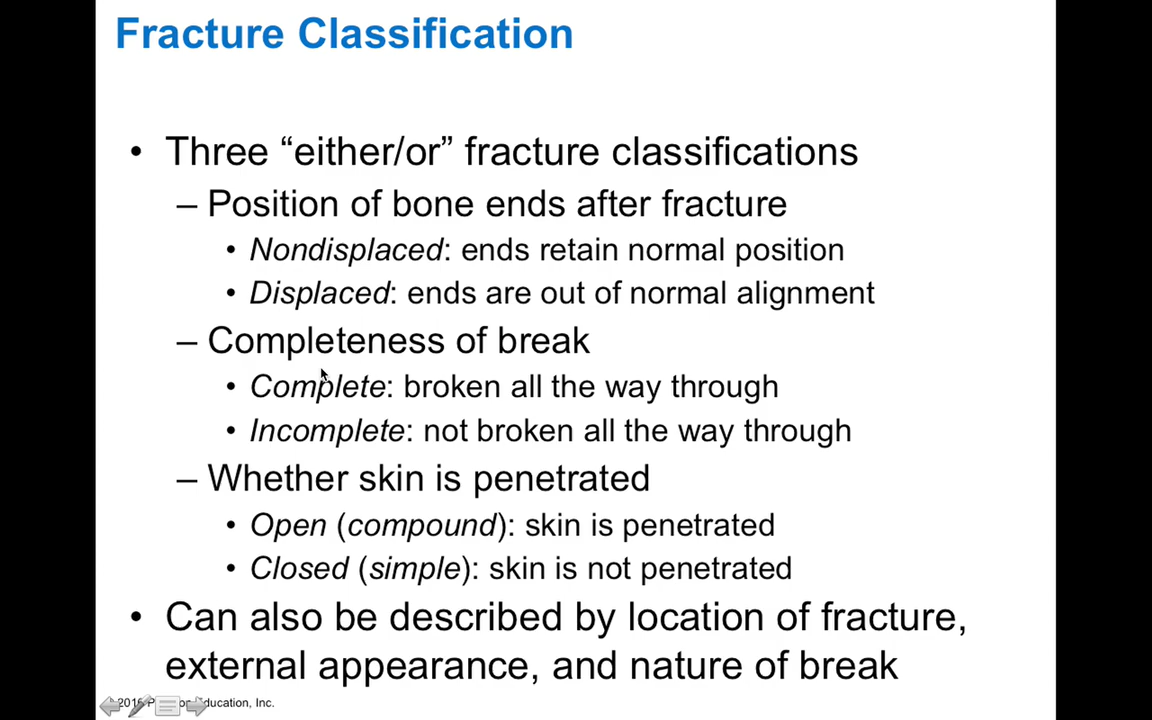 Fracture Classification
• Three “either/or” fracture classifications
– Position of bone ends after fracture
• Nondisplaced: ends retain normal position
• Displaced: ends are out of normal alignment
– Completeness of break
• Complete: broken all the way through
• Incomplete: not broken all the way through
– Whether skin is penetrated
• Open (compound): skin is penetrated
• Closed (simple): skin is not penetrated
• Can also be described by location of fracture,
external appearance, and nature of break
Inc.